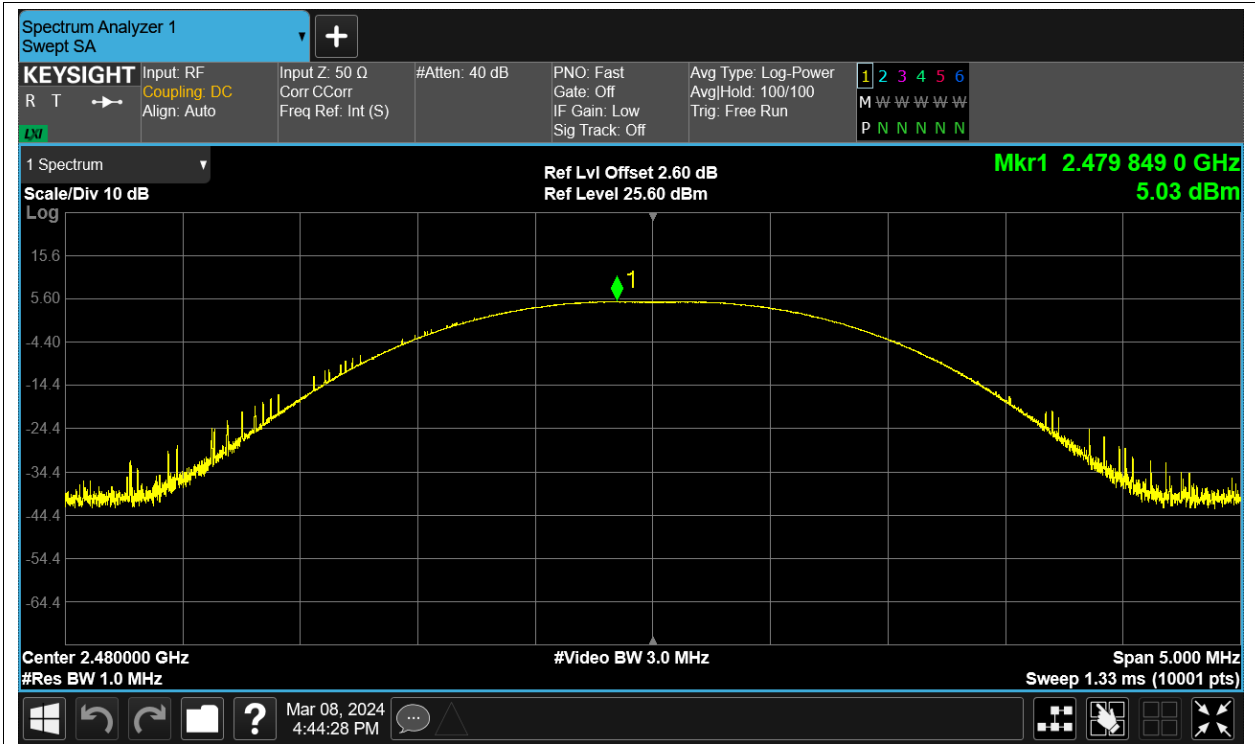 Spectrum Analyzer 1
Swept SA
KEYSIGHT
R T
LXI
Input: RF
Coupling: DC
Align: Auto
Input Z: 50 Ω
Corr CCorr
Freq Ref: Int (S)
#Atten: 40 dB
PNO: Fast
Gate: Off
IF Gain: Low
Sig Track: Off
Avg Type: Log-Power
Avg|Hold: 100/100
Trig: Free Run
1 2 3 4 5 6
M W W W W W
P N N N N N
1 Spectrum
Scale/Div 10 dB
Log
Ref Lvl Offset 2.60 dB
Ref Level 25.60 dBm
Mkr1 2.479 849 0 GHz
5.03 dBm
1
15.6
5.60
-4.40
-14.4
-24.4
-34.4
-44.4
-54.4
-64.4
Center 2.480000 GHz
#Res BW 1.0 MHz
#Video BW 3.0 MHz
Span 5.000 MHz
Sweep 1.33 ms (10001 pts)
?
Mar 08, 2024
4:44:28 PM